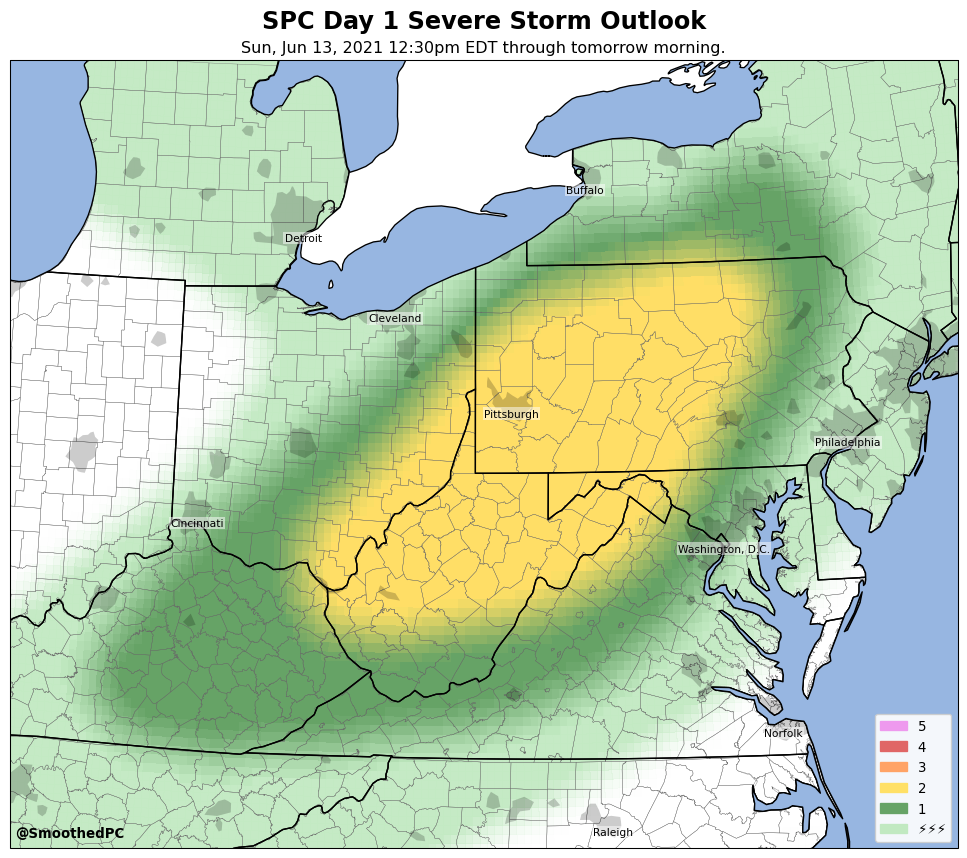 SPC Day 1 Severe Storm Outlook
Sun, Jun 13, 2021 12:30pm EDT through tomorrow morning.
Buffalo
Detroit
Cleveland
Pittsburgh
Philadelphia
Cincinnati
Washington, D.C.
Norfolk
Raleigh
5
4
3
2
1
⚡⚡⚡
@SmoothedPC